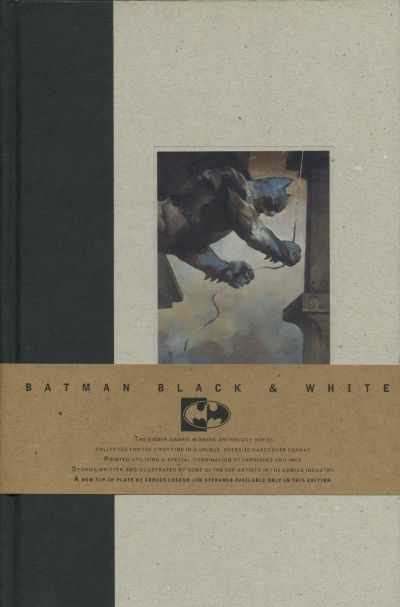 BATMAN BLACK & WHITE
THE EISNER AWARD-WINNING ANTHOLOGY SERIES
COLLECTED FOR THE FIRST TIME IN A UNIQUE, OVERSIZE HARDCOVER FORMAT.
PRINTED UTILIZING A SPECIAL COMBINATION OF VARNISHES AND INKS
STORIES WRITTEN AND ILLUSTRATED BY SOME OF THE TOP ARTISTS IN THE COMICS INDUSTRY.
A NEW TIP-IN PLATE BY COMICS LEGEND JIM STERANKO AVAILABLE ONLY IN THIS EDITION.